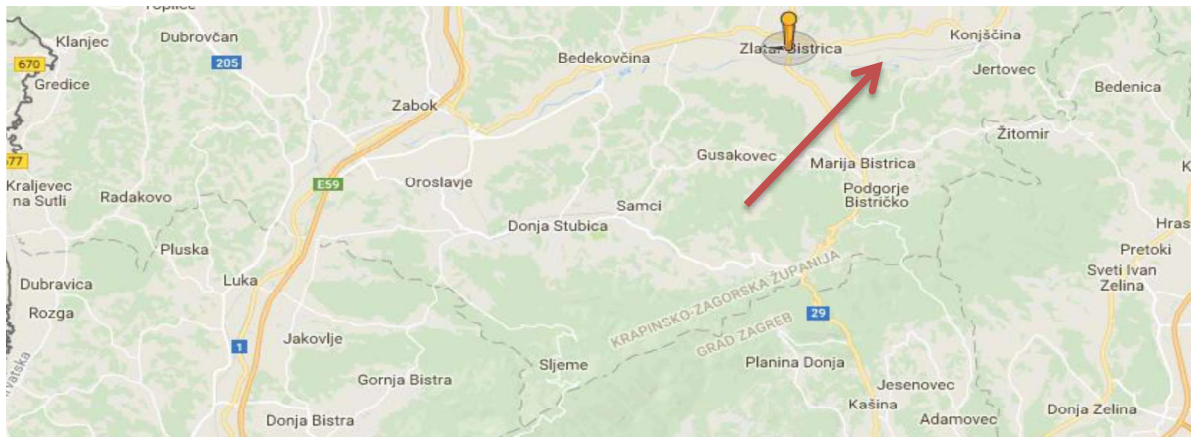 Toplice
Klanjec
Dubrovčan
Konjščina
Zlatar Bistrica
Bedekovčina
670
205
Gredice
Jertovec
Bedenica
Zabok
Žitomir
Gusakovec
Marija Bistrica
Kraljevec
na Sutli
E59
Oroslavje
Radakovo
Podgorje
Bistričko
Samci
Donja Stubica
Hras
Pluska
Pretoki
Luka
Dubravica
Sveti Ivan
Zelina
KRAPINSKO-ZAGORSKA ŽUPANIJA
GRAD ZAGREB
Rozga
29
Jakovlje
1
Sljeme
Planina Donja
Gornja Bistra
Jesenovec
Kašina
Donja Zelina
Donja Bistra
Adamovec